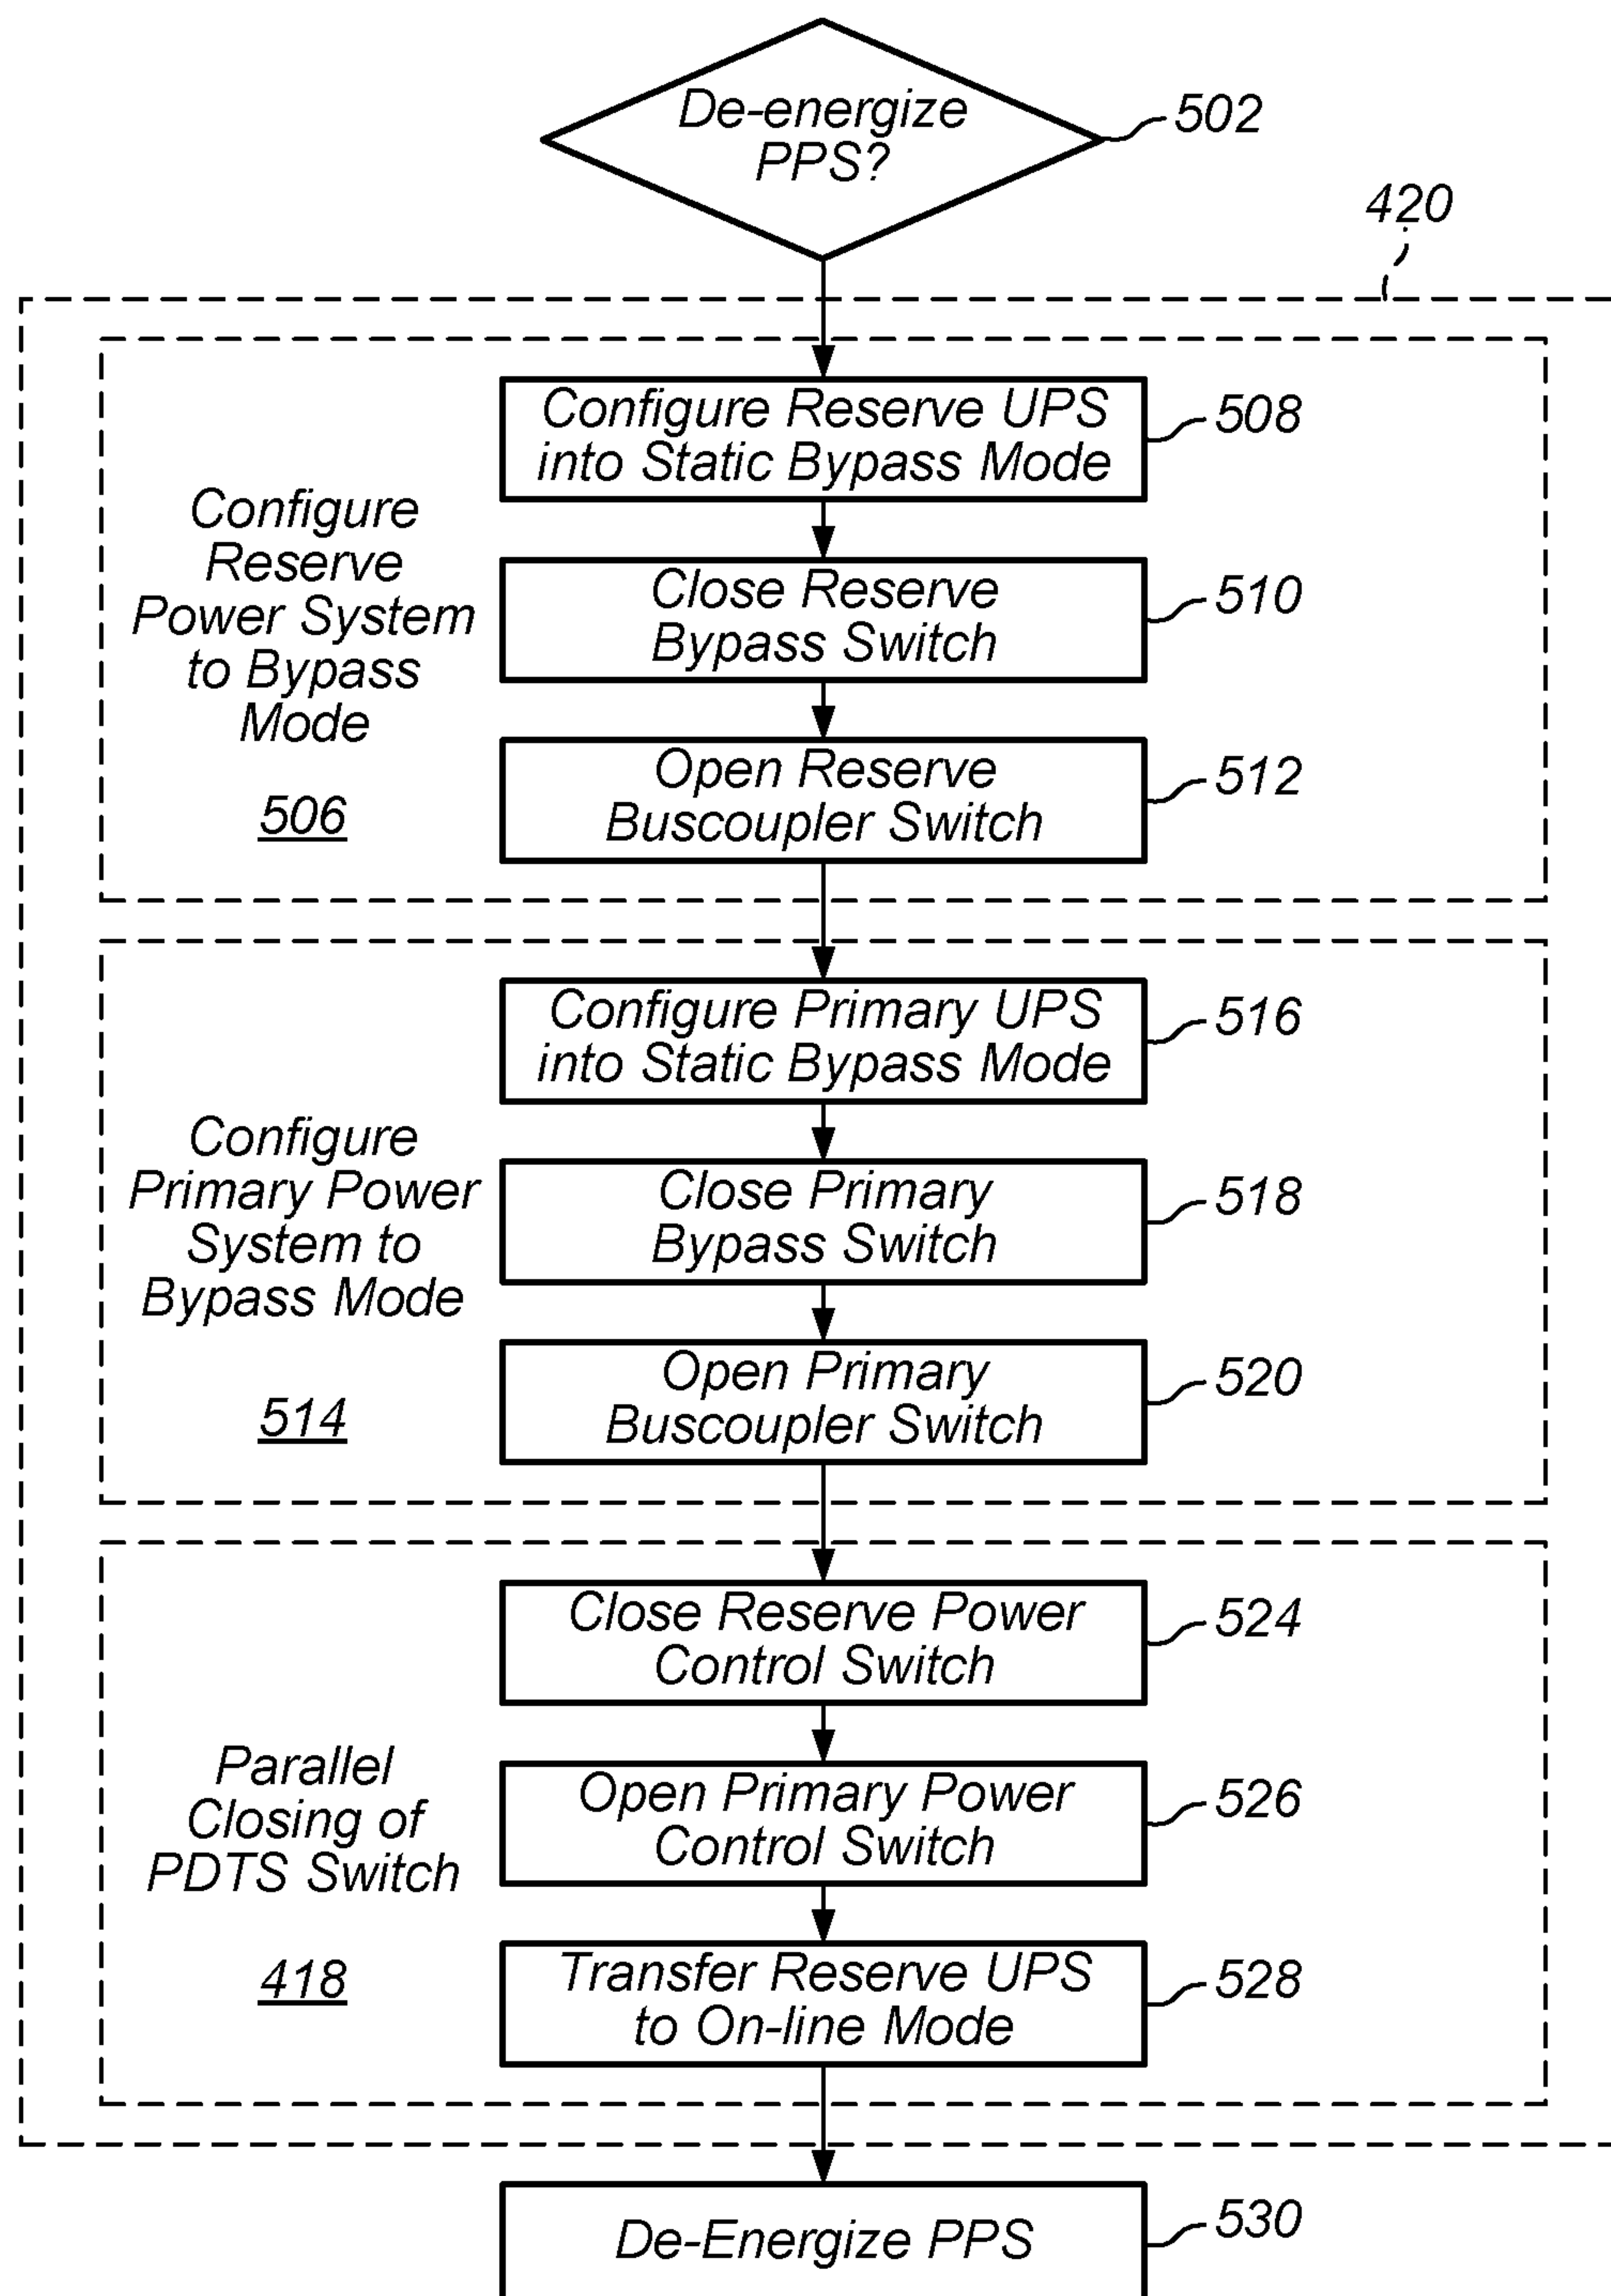 De-energize
PPS?
502
420
Configure
Reserve
Power System
to Bypass
Mode
506
Configure Reserve UPS
into Static Bypass Mode
508
Close Reserve
Bypass Switch
510
Open Reserve
Buscoupler Switch
512
Configure
Primary Power
System to
Bypass Mode
514
Configure Primary UPS
into Static Bypass Mode
516
Close Primary
Bypass Switch
518
Open Primary
Buscoupler Switch
520
Parallel
Closing of
PDTS Switch
418
Close Reserve Power
Control Switch
524
Open Primary Power
Control Switch
526
Transfer Reserve UPS
to On-line Mode
528
De-Energize PPS
530